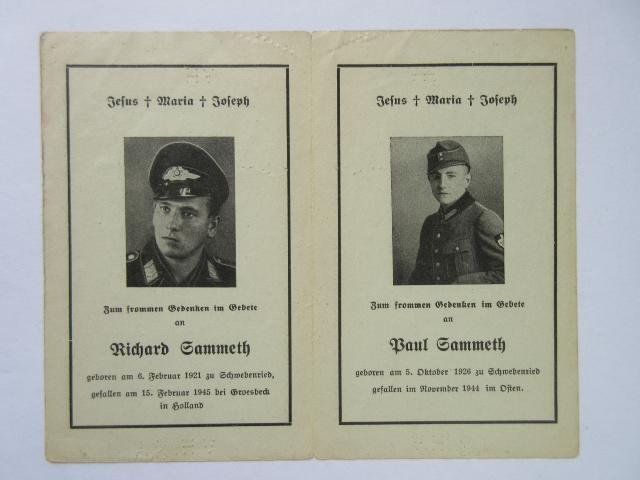 Jesus † Maria † Joseph
Zum frommen Gedenken im Gebete
an
Richard Sammeth
geboren am 6. Februar 1921 zu Schwebenried,
gefallen am 15. Februar 1945 bei Groesbeck
in Holland
Jesus † Maria † Joseph
Zum frommen Gedenken im Gebete
an
Paul Sammeth
geboren am 5. Oktober 1926 zu Schwebenried
gefallen im November 1944 im Osten.